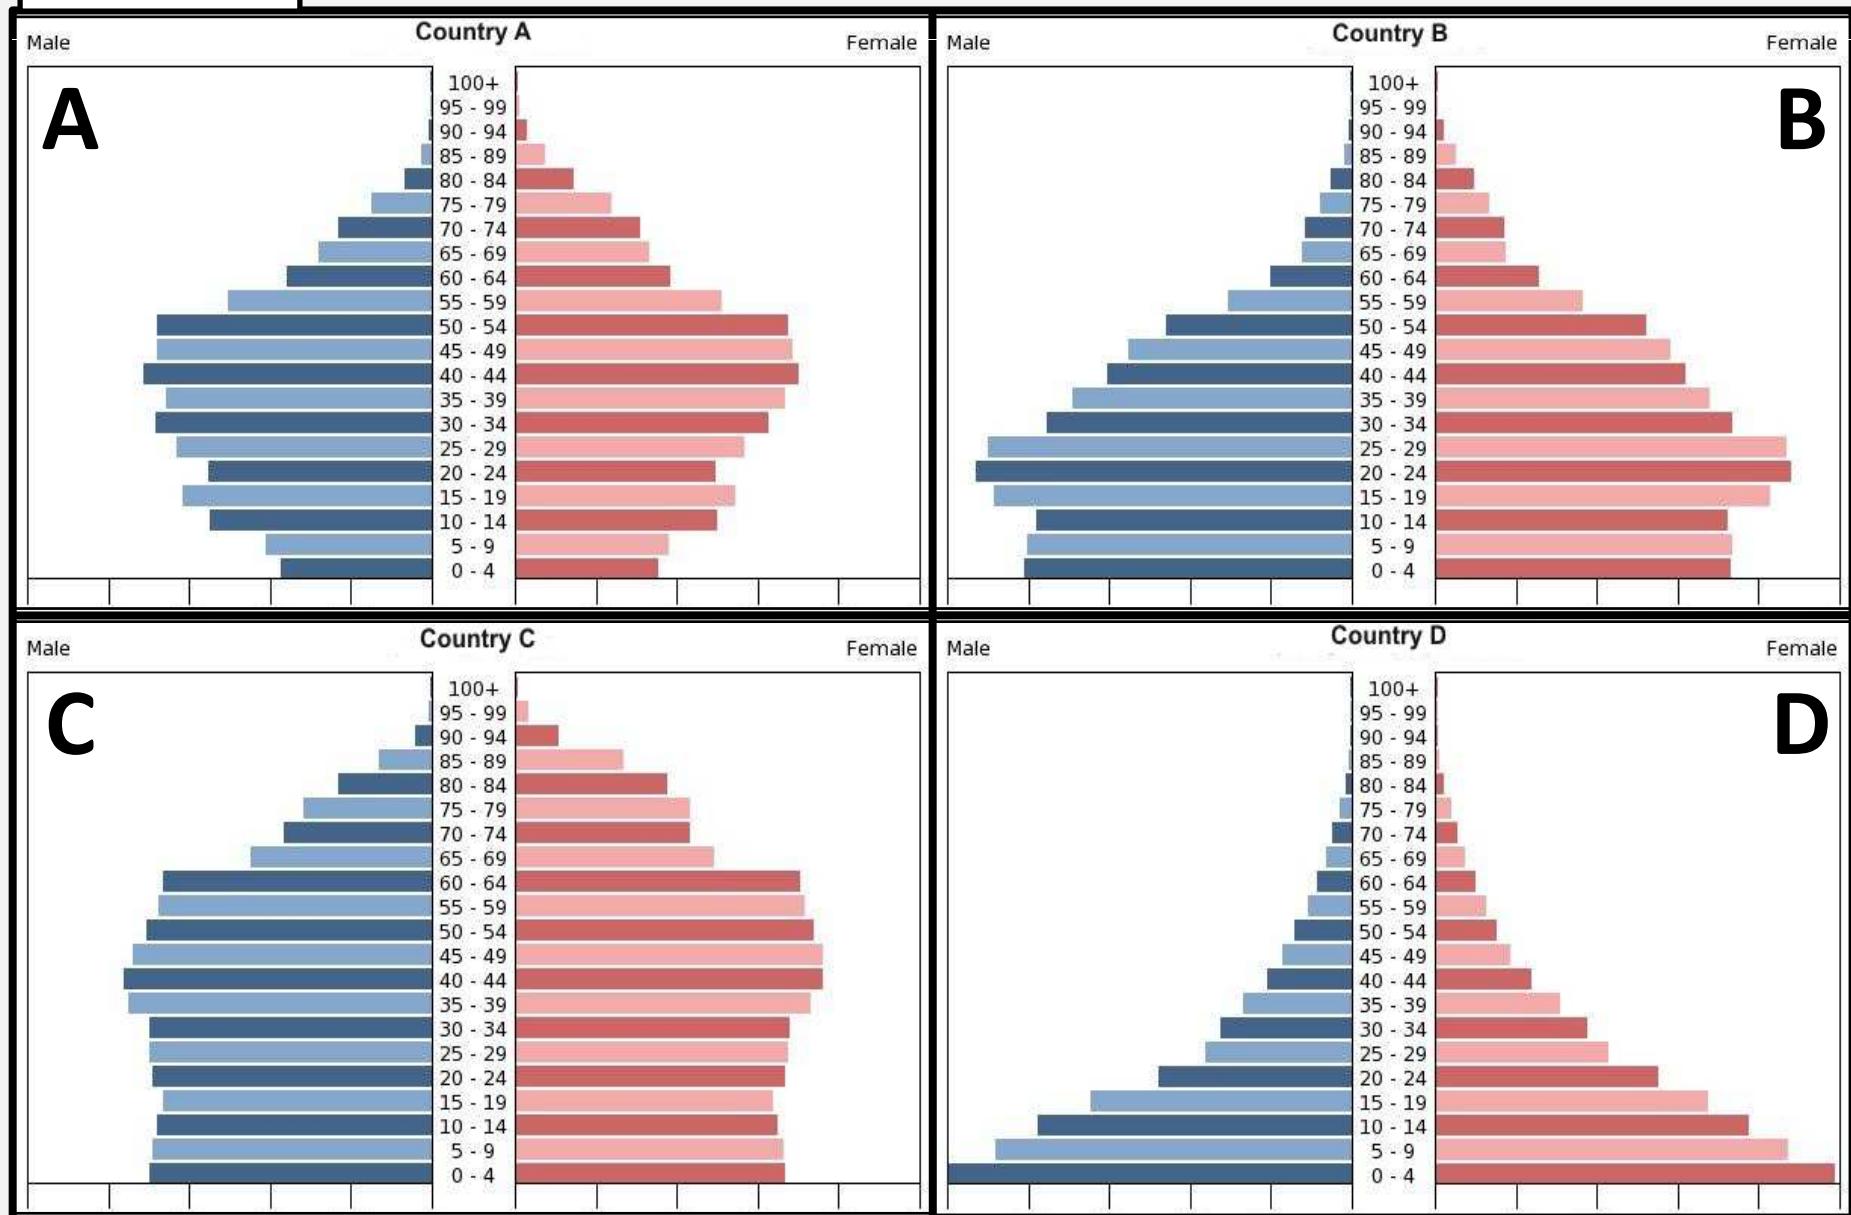 Country A
Male Female
A
100+
95 - 99
90 - 94
85 - 89
80 - 84
75 - 79
70 - 74
65 - 69
60 - 64
55 - 59
50 - 54
45 - 49
40 - 44
35 - 39
30 - 34
25 - 29
20 - 24
15 - 19
10 - 14
5 - 9
0 - 4
Country B
Male Female
B
100+
95 - 99
90 - 94
85 - 89
80 - 84
75 - 79
70 - 74
65 - 69
60 - 64
55 - 59
50 - 54
45 - 49
40 - 44
35 - 39
30 - 34
25 - 29
20 - 24
15 - 19
10 - 14
5 - 9
0 - 4
Country C
Male Female
C
100+
95 - 99
90 - 94
85 - 89
80 - 84
75 - 79
70 - 74
65 - 69
60 - 64
55 - 59
50 - 54
45 - 49
40 - 44
35 - 39
30 - 34
25 - 29
20 - 24
15 - 19
10 - 14
5 - 9
0 - 4
Country D
Male Female
D
100+
95 - 99
90 - 94
85 - 89
80 - 84
75 - 79
70 - 74
65 - 69
60 - 64
55 - 59
50 - 54
45 - 49
40 - 44
35 - 39
30 - 34
25 - 29
20 - 24
15 - 19
10 - 14
5 - 9
0 - 4